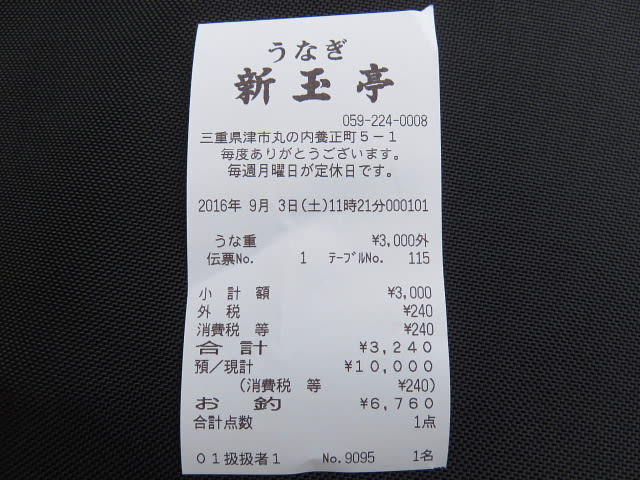 うなぎ
新玉亭
059-224-0008
三重県津市丸の内養正町5-1
毎度ありがとうございます。
毎週月曜日が定休日です。
2016年 9月 3日(土)11時21分000101
うな重 ¥3,000外
伝票No. 1 テーブルNo. 115
小 計 額 ¥3,000
外 税 ¥240
消費税 等 ¥240
合 計 ¥3,240
預/現計 ¥10,000
(消費税 等 ¥240)
お 釣 ¥6,760
合計点数 1点
01扱扱者1 No.9095 1名